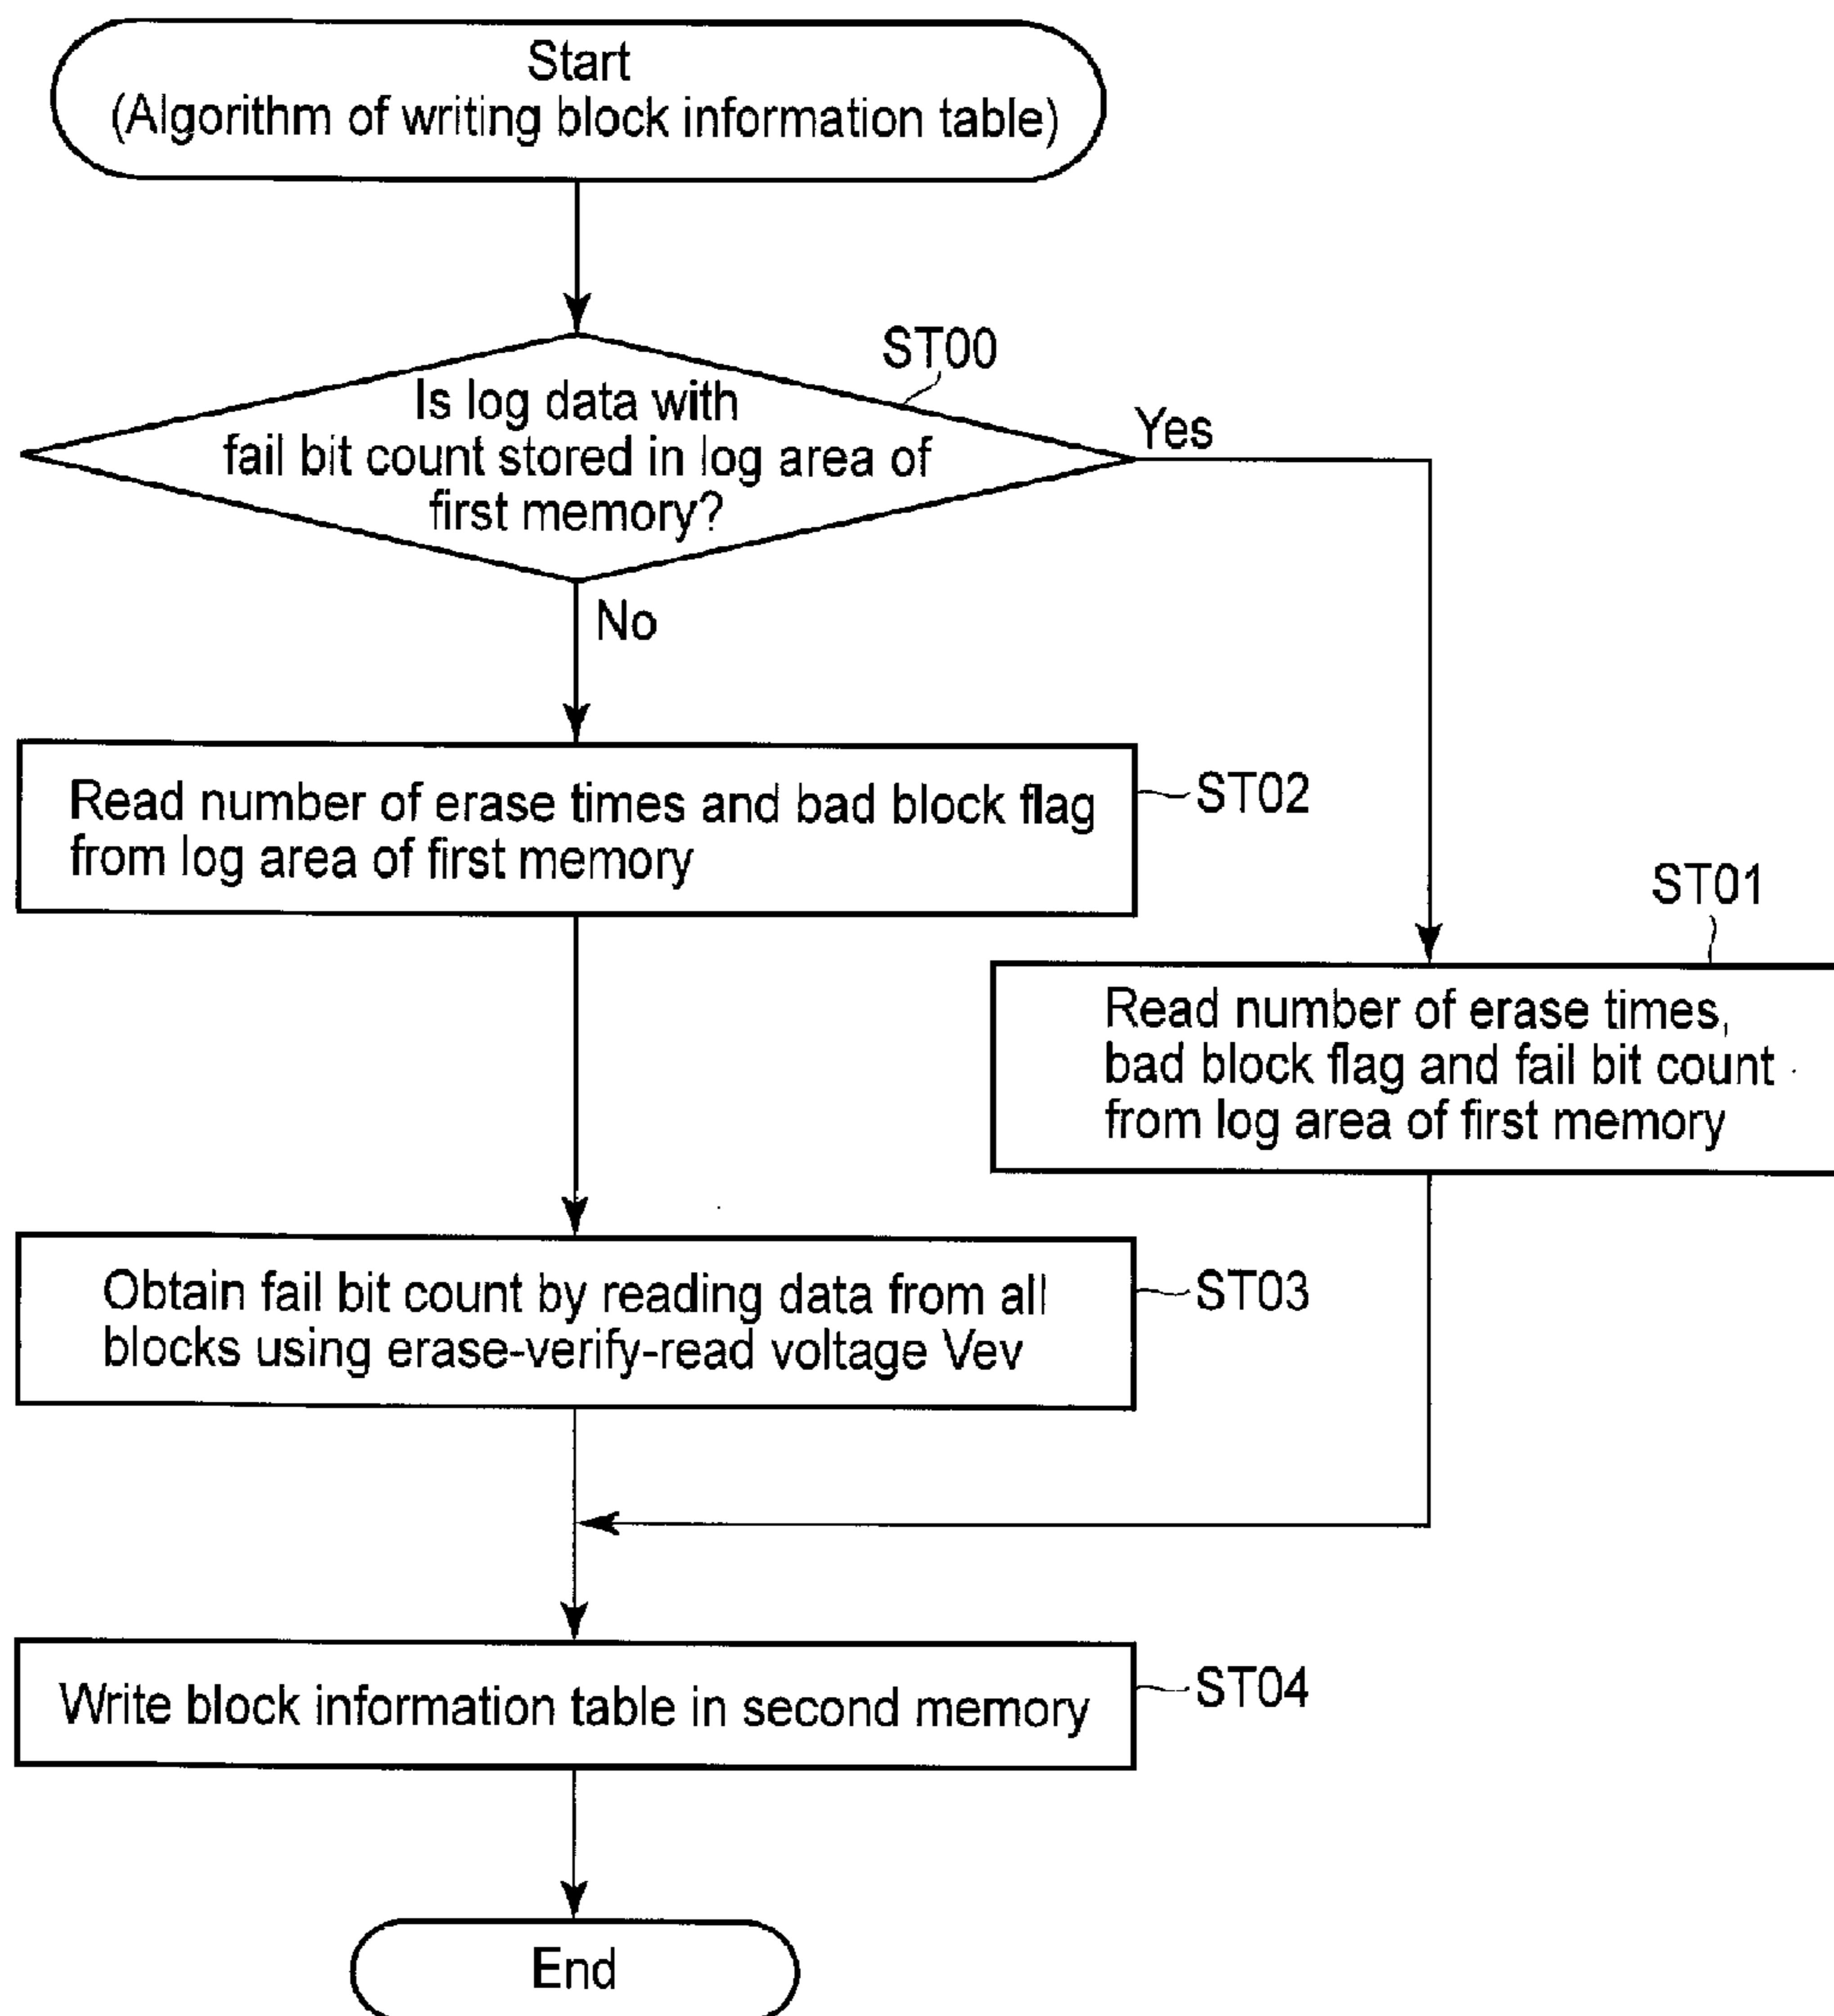 Start
(Algorithm of writing block information table)
ST00
Is log data with
fail bit count stored in log area of
first memory?
Yes
No
Read number of erase times and bad block flag
from log area of first memory
ST02
ST01
Read number of erase times,
bad block flag and fail bit count
from log area of first memory
Obtain fail bit count by reading data from all
blocks using erase-verify-read voltage Vev
ST03
Write block information table in second memory
ST04
End